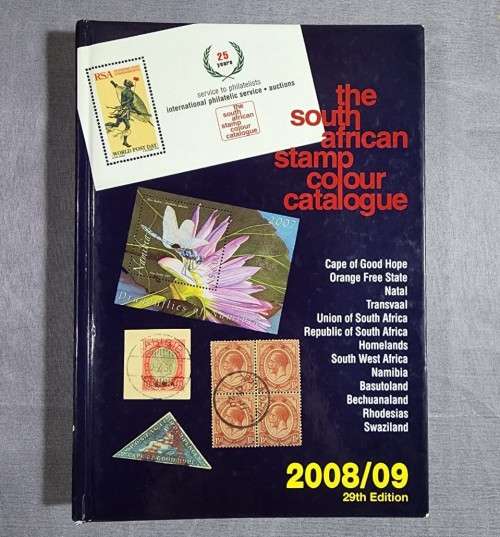 25
years
service to philatelists
international philatelic service • auctions
the
south
african
stamp
colour
catalogue
RSA
WORLD POST DAY
the
south
african
stamp
colour
catalogue
2007
Namibia
Cape of Good Hope
Orange Free State
Natal
Transvaal
Union of South Africa
Republic of South Africa
Homelands
South West Africa
Namibia
Basutoland
Bechuanaland
Rhodesias
Swaziland
2008/09
29th Edition